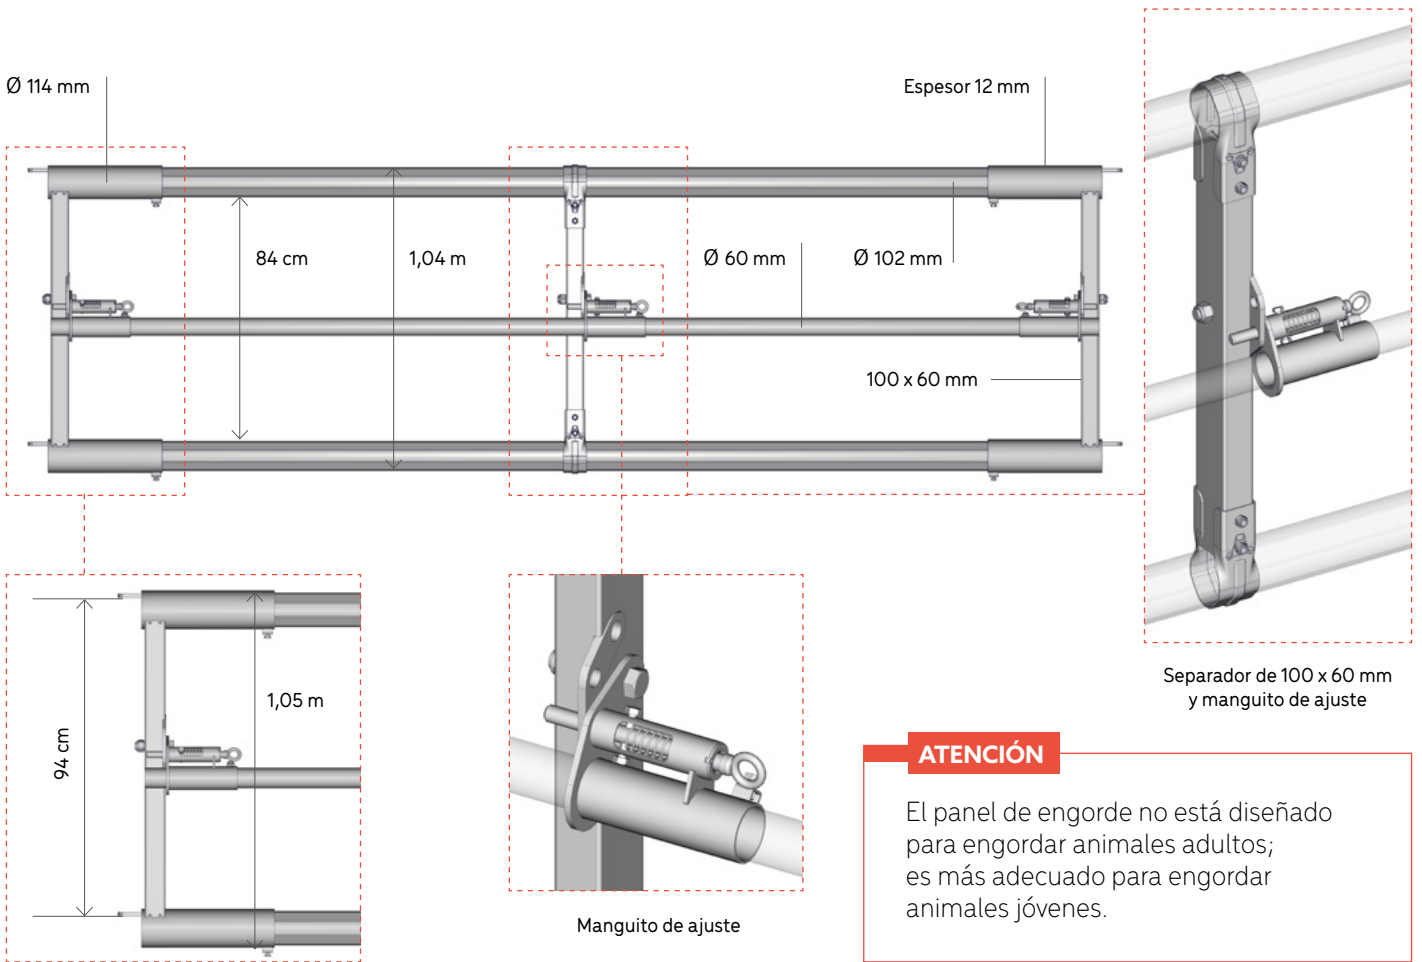 Ø 114 mm
Espesor 12 mm
84 cm
1,04 m
Ø 60 mm
Ø 102 mm
100 x 60 mm
94 cm
1,05 m
Manguito de ajuste
Separador de 100 x 60 mm
y manguito de ajuste
ATENCIÓN
El panel de engorde no está diseñado
para engordar animales adultos;
es más adecuado para engordar
animales jóvenes.